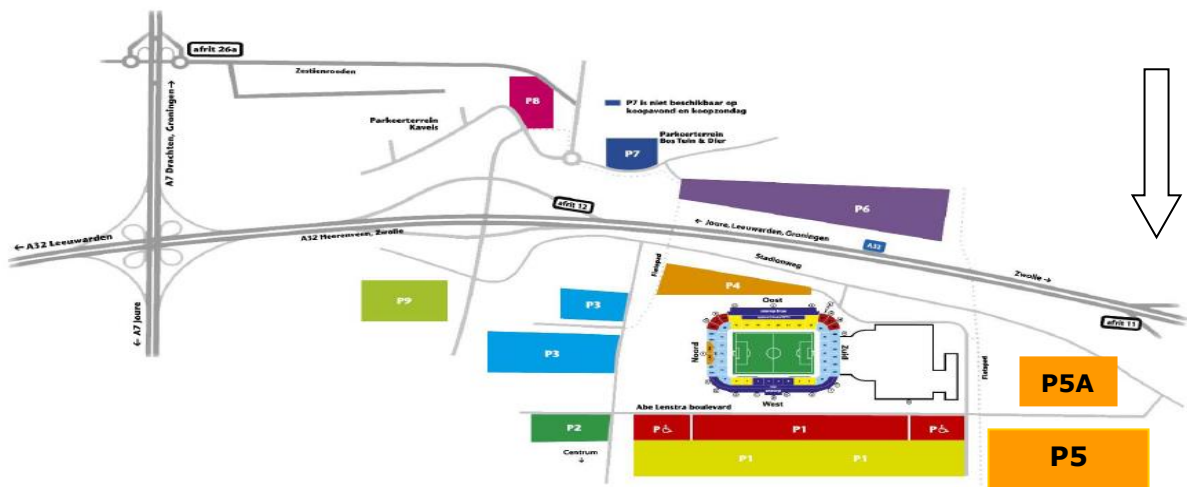 afrit 26a
Zestienroeden
P8
P7 is niet beschikbaar op
koopavond en koopzondag
Parkeerterrein
Kavels
Parkeerterrein
Bos Tuin & Dier
P7
A7 Drachten, Groningen →
P6
afrit 12
← Joure, Leeuwarden, Groningen
A32
← A32 Leeuwarden
A32 Heerenveen, Zwolle
Stadionweg
Zwolle →
Fietspad
P4
P9
P3
Oost
← A7 Joure
afrit 11
P3
Noord
Zuid
Fietspad
P5A
West
Abe Lenstra boulevard
P2
P
P1
P
Centrum
↓
P1
P1
P5